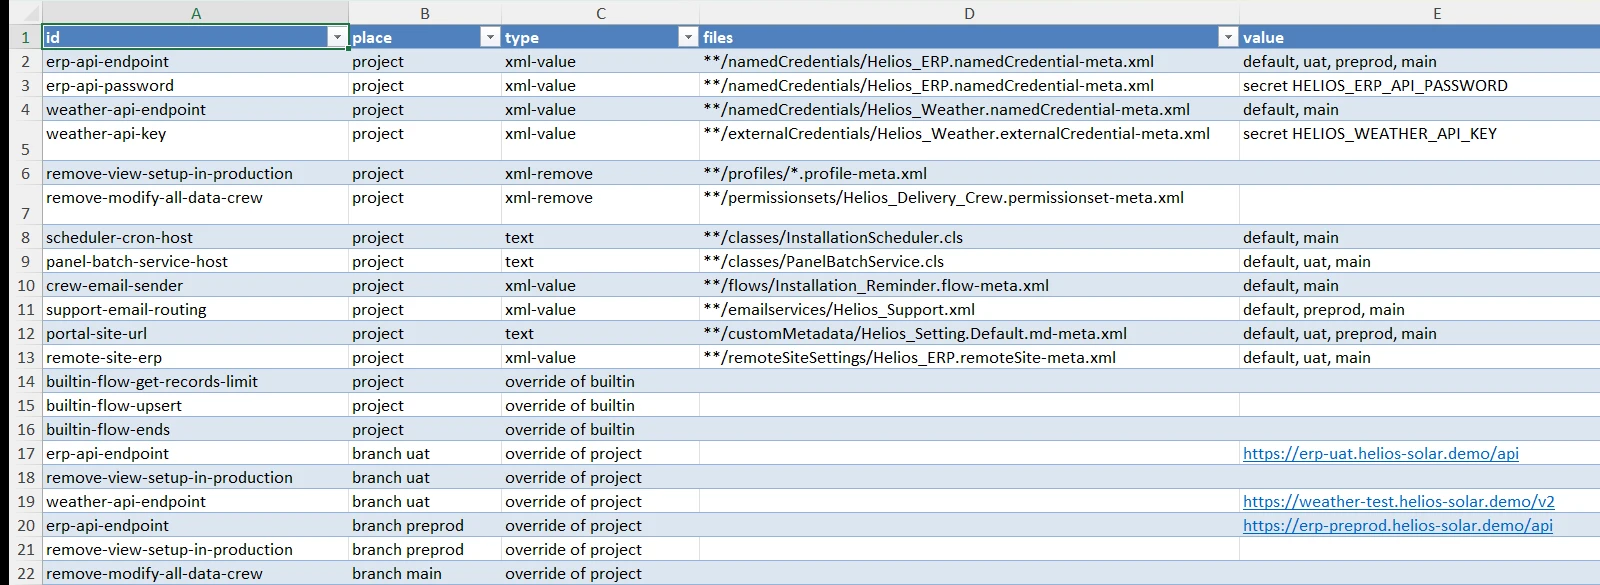 A B C D E
1 id place type files value
2 erp-api-endpoint project xml-value **/namedCredentials/Helios_ERP.namedCredential-meta.xml default, uat, preprod, main
3 erp-api-password project xml-value **/namedCredentials/Helios_ERP.namedCredential-meta.xml secret HELIOS_ERP_API_PASSWORD
4 weather-api-endpoint project xml-value **/namedCredentials/Helios_Weather.namedCredential-meta.xml default, main
5 weather-api-key project xml-value **/externalCredentials/Helios_Weather.externalCredential-meta.xml secret HELIOS_WEATHER_API_KEY
6 remove-view-setup-in-production project xml-remove **/profiles/*.profile-meta.xml
7 remove-modify-all-data-crew project xml-remove **/permissionsets/Helios_Delivery_Crew.permissionset-meta.xml
8 scheduler-cron-host project text **/classes/InstallationScheduler.cls default, main
9 panel-batch-service-host project text **/classes/PanelBatchService.cls default, uat, main
10 crew-email-sender project xml-value **/flows/Installation_Reminder.flow-meta.xml default, main
11 support-email-routing project xml-value **/emailservices/Helios_Support.xml default, preprod, main
12 portal-site-url project text **/customMetadata/Helios_Setting.Default.md-meta.xml default, uat, preprod, main
13 remote-site-erp project xml-value **/remoteSiteSettings/Helios_ERP.remoteSite-meta.xml default, uat, main
14 builtin-flow-get-records-limit project override of builtin
15 builtin-flow-upsert project override of builtin
16 builtin-flow-ends project override of builtin
17 erp-api-endpoint branch uat override of project https://erp-uat.helios-solar.demo/api
18 remove-view-setup-in-production branch uat override of project
19 weather-api-endpoint branch uat override of project https://weather-test.helios-solar.demo/v2
20 erp-api-endpoint branch preprod override of project https://erp-preprod.helios-solar.demo/api
21 remove-view-setup-in-production branch preprod override of project
22 remove-modify-all-data-crew branch main override of project